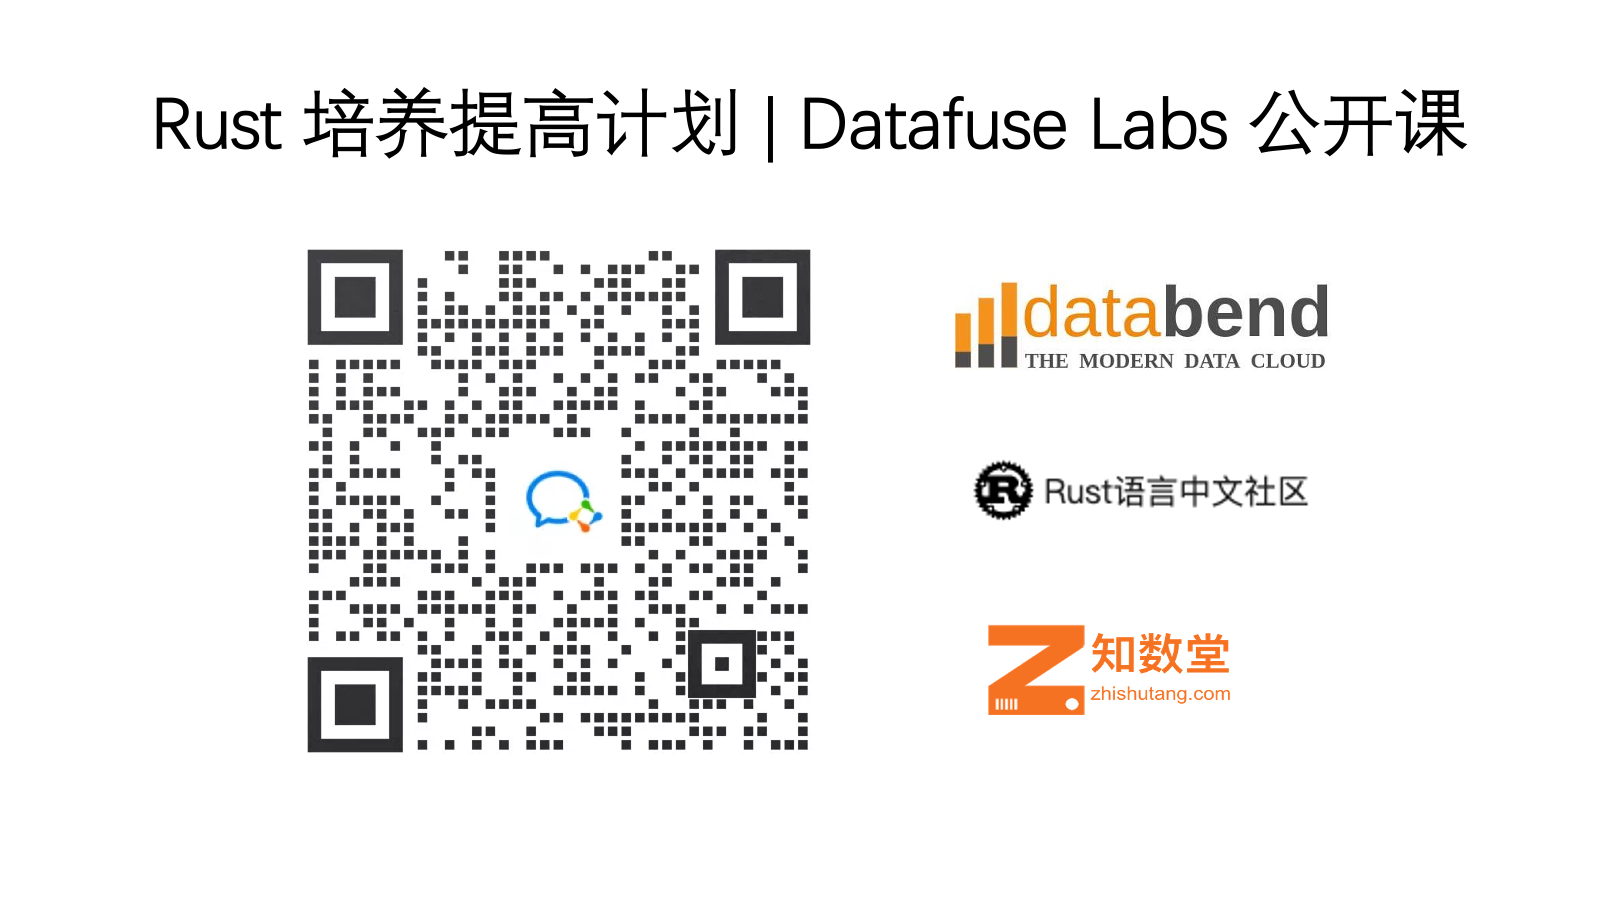 Rust 培养提高计划 | Datafuse Labs 公开课
databend
THE MODERN DATA CLOUD
Rust语言中文社区
知数堂
zhishutang.com